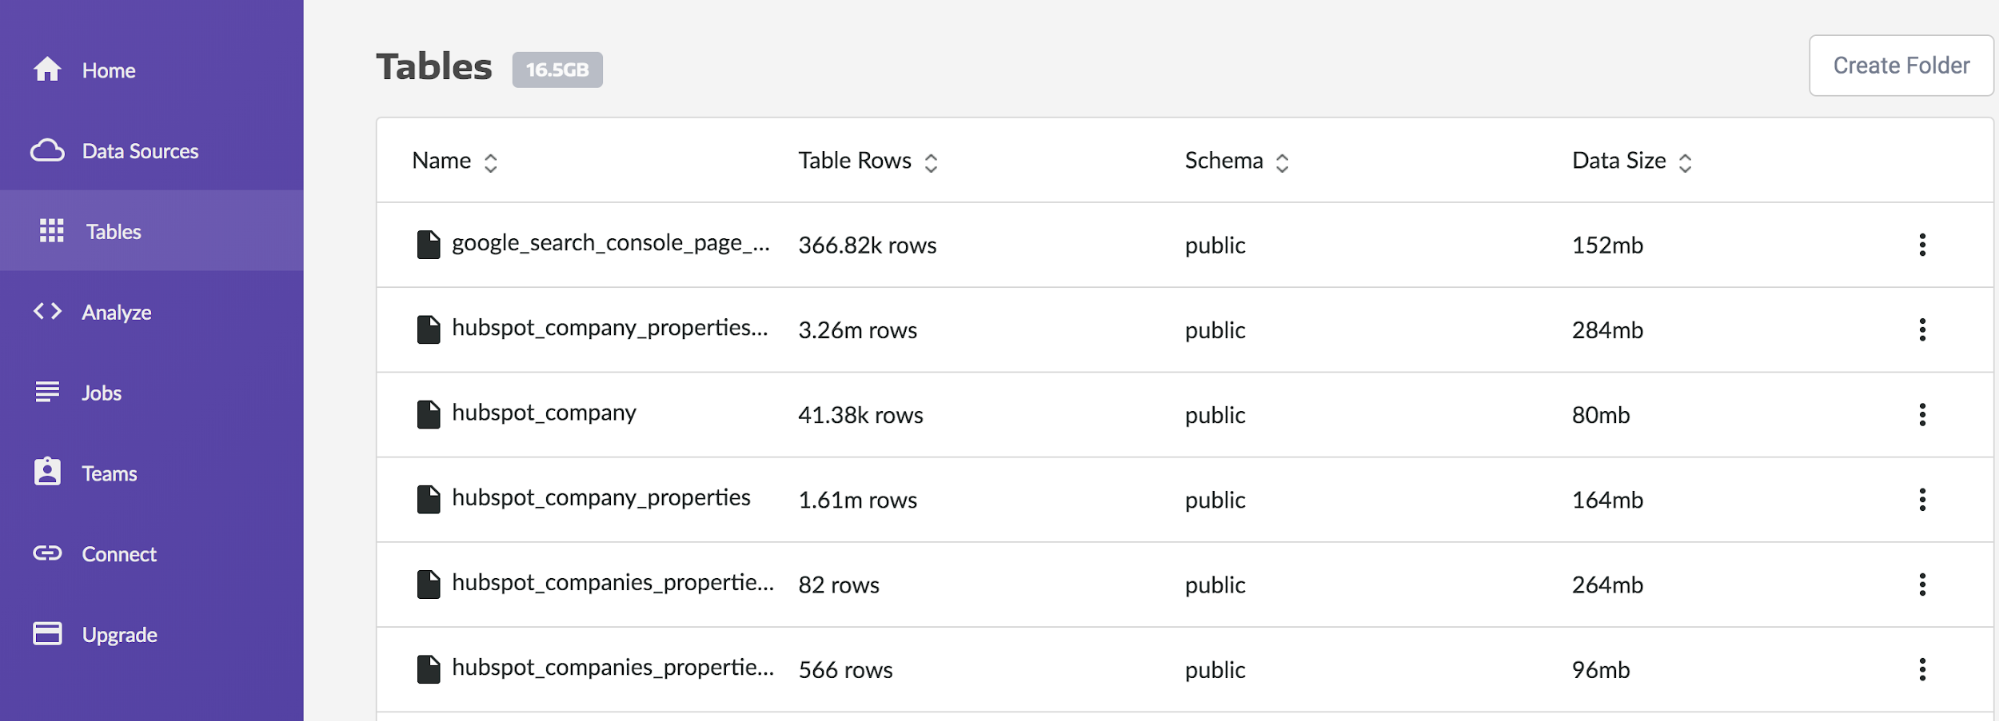 Home
Data Sources
Tables
Analyze
Jobs
Teams
Connect
Upgrade
Tables 16.5GB
Create Folder
Name Table Rows Schema Data Size
google_search_console_page_... 366.82k rows public 152mb
hubspot_company_properties... 3.26m rows public 284mb
hubspot_company 41.38k rows public 80mb
hubspot_company_properties 1.61m rows public 164mb
hubspot_companies_propertie... 82 rows public 264mb
hubspot_companies_propertie... 566 rows public 96mb